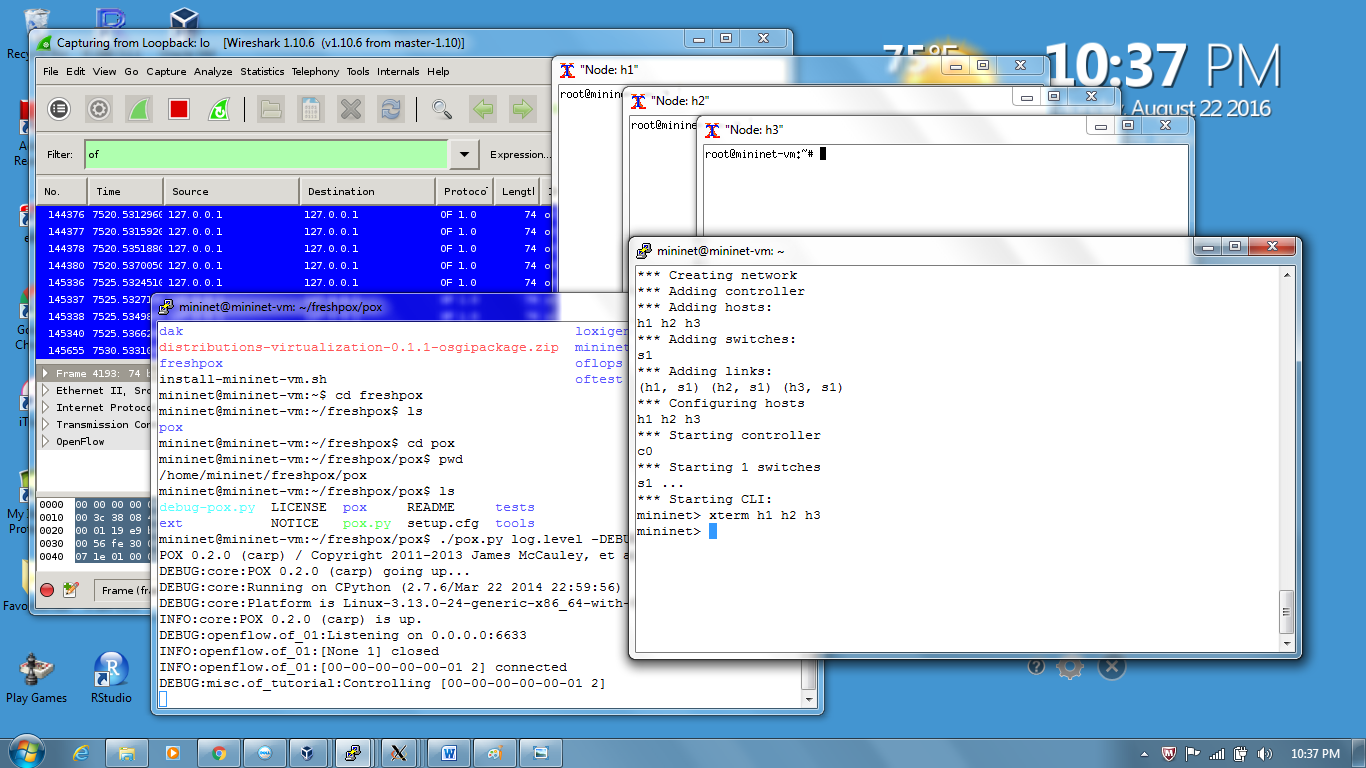 Capturing from Loopback: lo    [Wireshark 1.10.6  (v1.10.6 from master-1.10)]
File Edit View Go Capture Analyze Statistics Telephony Tools Internals Help
Filter: of Expression...
No. Time Source Destination Protoco Lengtl
144376 7520.5312960 127.0.0.1 127.0.0.1 OF 1.0 74 o
144377 7520.5315920 127.0.0.1 127.0.0.1 OF 1.0 74 o
144378 7520.5351880 127.0.0.1 127.0.0.1 OF 1.0 74 o
144380 7520.5370050 127.0.0.1 127.0.0.1 OF 1.0 74 o
145336 7525.5324510 127.0.0.1 127.0.0.1 OF 1.0 74 o
145337 7525.5327
145338 7525.53498
145340 7525.53662
145655 7530.53310
Frame 4193: 74 b
Ethernet II, Src
Internet Protoc
Transmission Con
OpenFlow
0000 00 00 00 00 0
0010 00 3c 38 08 4
0020 00 01 19 e9 b
0030 00 56 fe 30 0
0040 07 1e 01 00 0
Frame (fra
"Node: h1"
root@minin
"Node: h2"
root@minine
"Node: h3"
root@mininet-vm:~#
75°F
10:37 PM
August 22 2016
mininet@mininet-vm: ~/freshpox/pox
dak loxigen
distributions-virtualization-0.1.1-osgipackage.zip mininet
freshpox oflops
install-mininet-vm.sh oftest
mininet@mininet-vm:~$ cd freshpox
mininet@mininet-vm:~/freshpox$ ls
pox
mininet@mininet-vm:~/freshpox$ cd pox
mininet@mininet-vm:~/freshpox/pox$ pwd
/home/mininet/freshpox/pox
mininet@mininet-vm:~/freshpox/pox$ ls
debug-pox.py LICENSE pox README tests
ext NOTICE pox.py setup.cfg tools
mininet@mininet-vm:~/freshpox/pox$ ./pox.py log.level -DEBU
POX 0.2.0 (carp) / Copyright 2011-2013 James McCauley, et a
DEBUG:core:POX 0.2.0 (carp) going up...
DEBUG:core:Running on CPython (2.7.6/Mar 22 2014 22:59:56)
DEBUG:core:Platform is Linux-3.13.0-24-generic-x86_64-with-
INFO:core:POX 0.2.0 (carp) is up.
DEBUG:openflow.of_01:Listening on 0.0.0.0:6633
INFO:openflow.of_01:[None 1] closed
INFO:openflow.of_01:[00-00-00-00-00-01 2] connected
DEBUG:misc.of_tutorial:Controlling [00-00-00-00-00-01 2]
mininet@mininet-vm: ~
*** Creating network
*** Adding controller
*** Adding hosts:
h1 h2 h3
*** Adding switches:
s1
*** Adding links:
(h1, s1) (h2, s1) (h3, s1)
*** Configuring hosts
h1 h2 h3
*** Starting controller
c0
*** Starting 1 switches
s1 ...
*** Starting CLI:
mininet> xterm h1 h2 h3
mininet>
Play Games
RStudio
10:37 PM